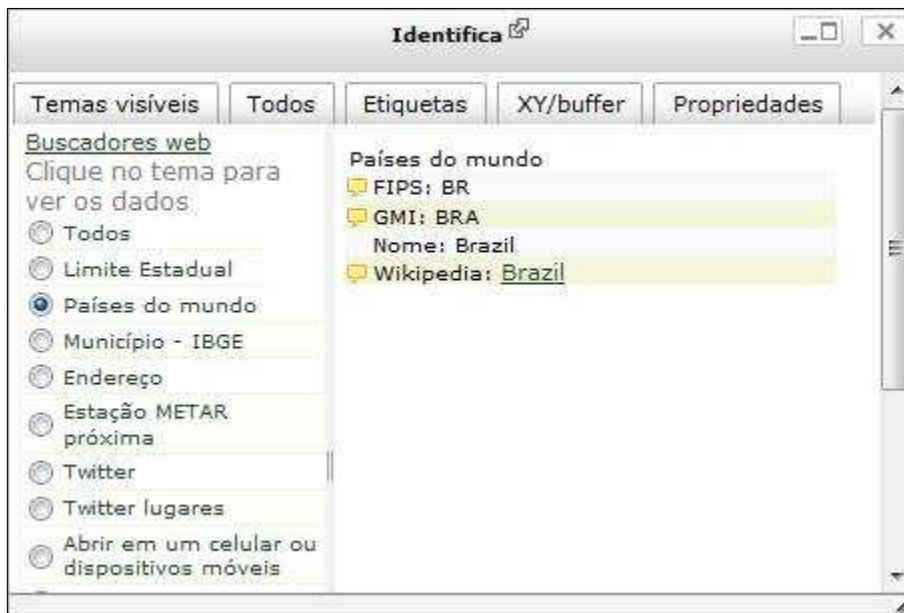 Identifica
Temas visíveis
Todos
Etiquetas
XY/buffer
Propriedades
Buscadores web
Clique no tema para
ver os dados
Todos
Limite Estadual
Países do mundo
Município - IBGE
Endereço
Estação METAR
próxima
Twitter
Twitter lugares
Abrir em um celular ou
dispositivos móveis
Países do mundo
FIPS: BR
GMI: BRA
Nome: Brazil
Wikipedia: Brazil